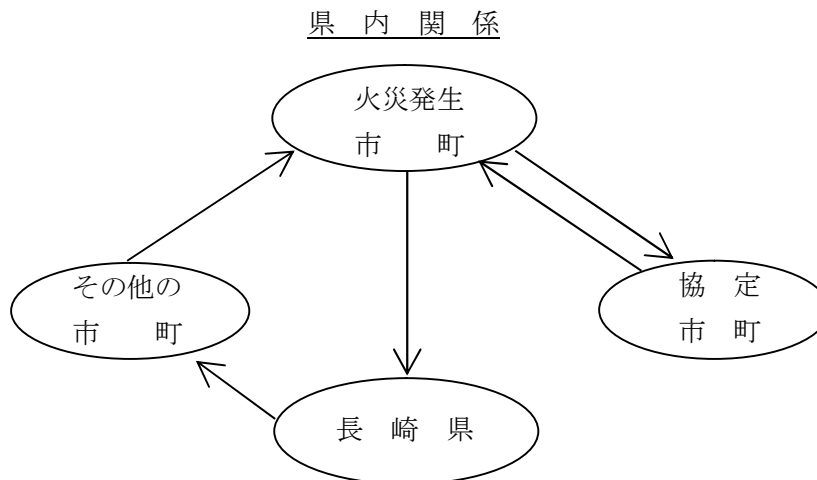 県　内　関　係
火災発生
市　　町
その他の
市　　町
協　定
市　町
長　崎　県